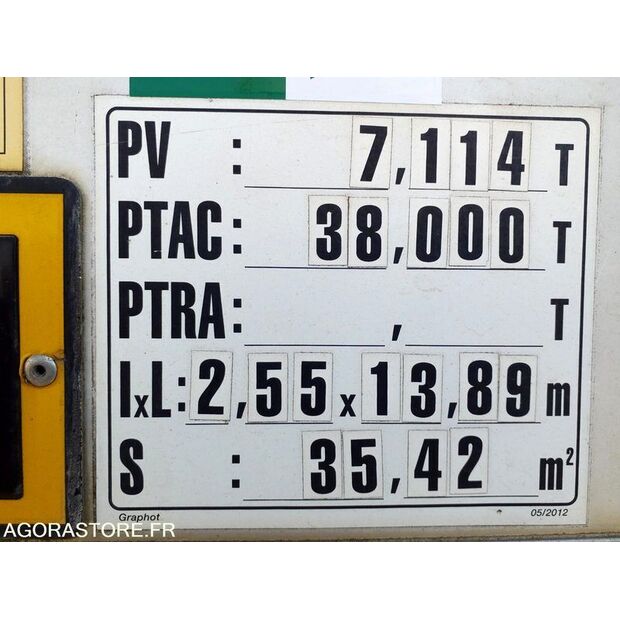 PV : 7,114 T
PTAC: 38,000 T
PTRA: , T
IxL: 2,55 x 13,89 m
S : 35,42 m²
Graphot 05/2012
AGORASTORE.FR